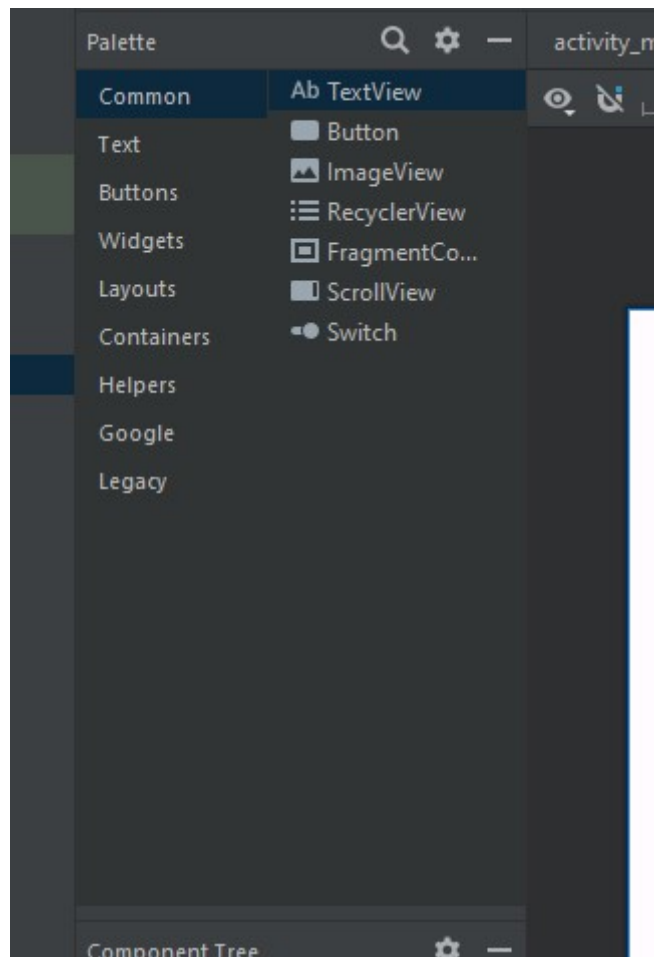 Palette
activity_m
Common
Text
Buttons
Widgets
Layouts
Containers
Helpers
Google
Legacy
Ab TextView
Button
ImageView
RecyclerView
FragmentCo...
ScrollView
Switch
Component Tree